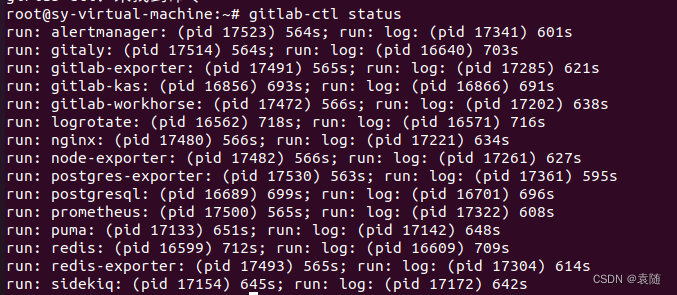 root@sy-virtual-machine:~# gitlab-ctl status
run: alertmanager: (pid 17523) 564s; run: log: (pid 17341) 601s
run: gitaly: (pid 17514) 564s; run: log: (pid 16640) 703s
run: gitlab-exporter: (pid 17491) 565s; run: log: (pid 17285) 621s
run: gitlab-kas: (pid 16856) 693s; run: log: (pid 16866) 691s
run: gitlab-workhorse: (pid 17472) 566s; run: log: (pid 17202) 638s
run: logrotate: (pid 16562) 718s; run: log: (pid 16571) 716s
run: nginx: (pid 17480) 566s; run: log: (pid 17221) 634s
run: node-exporter: (pid 17482) 566s; run: log: (pid 17261) 627s
run: postgres-exporter: (pid 17530) 563s; run: log: (pid 17361) 595s
run: postgresql: (pid 16689) 699s; run: log: (pid 16701) 696s
run: prometheus: (pid 17500) 565s; run: log: (pid 17322) 608s
run: puma: (pid 17133) 651s; run: log: (pid 17142) 648s
run: redis: (pid 16599) 712s; run: log: (pid 16609) 709s
run: redis-exporter: (pid 17493) 565s; run: log: (pid 17304) 614s
run: sidekiq: (pid 17154) 645s; run: log: (pid 17172) 642s
CSDN @袁随